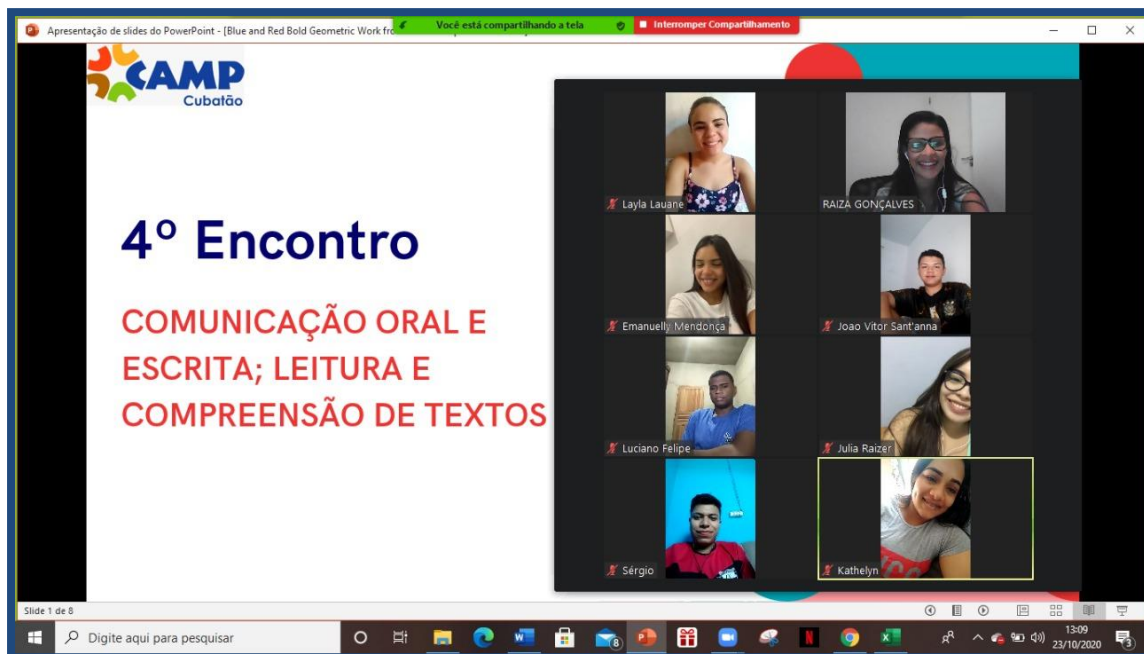 Você está compartilhando a tela
Interromper Compartilhamento
Apresentação de slides do PowerPoint - [Blue and Red Bold Geometric Work fr
CAMP
Cubatão
4º Encontro
COMUNICAÇÃO ORAL E
ESCRITA; LEITURA E
COMPREENSÃO DE TEXTOS
Layla Lauane
RAIZA GONÇALVES
Emanuelly Mendonça
Joao Vitor Sant'anna
Luciano Felipe
Julia Raizer
Sérgio
Kathelyn
Slide 1 de 8
Digite aqui para pesquisar
13:09
23/10/2020